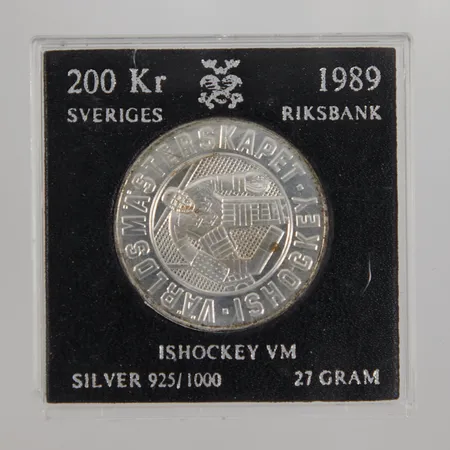 200 Kr 1989
SVERIGES RIKSBANK
VÄRLDSMÄSTERSKAPET · ISHOCKEY ·
ISHOCKEY VM
SILVER 925/1000 27 GRAM